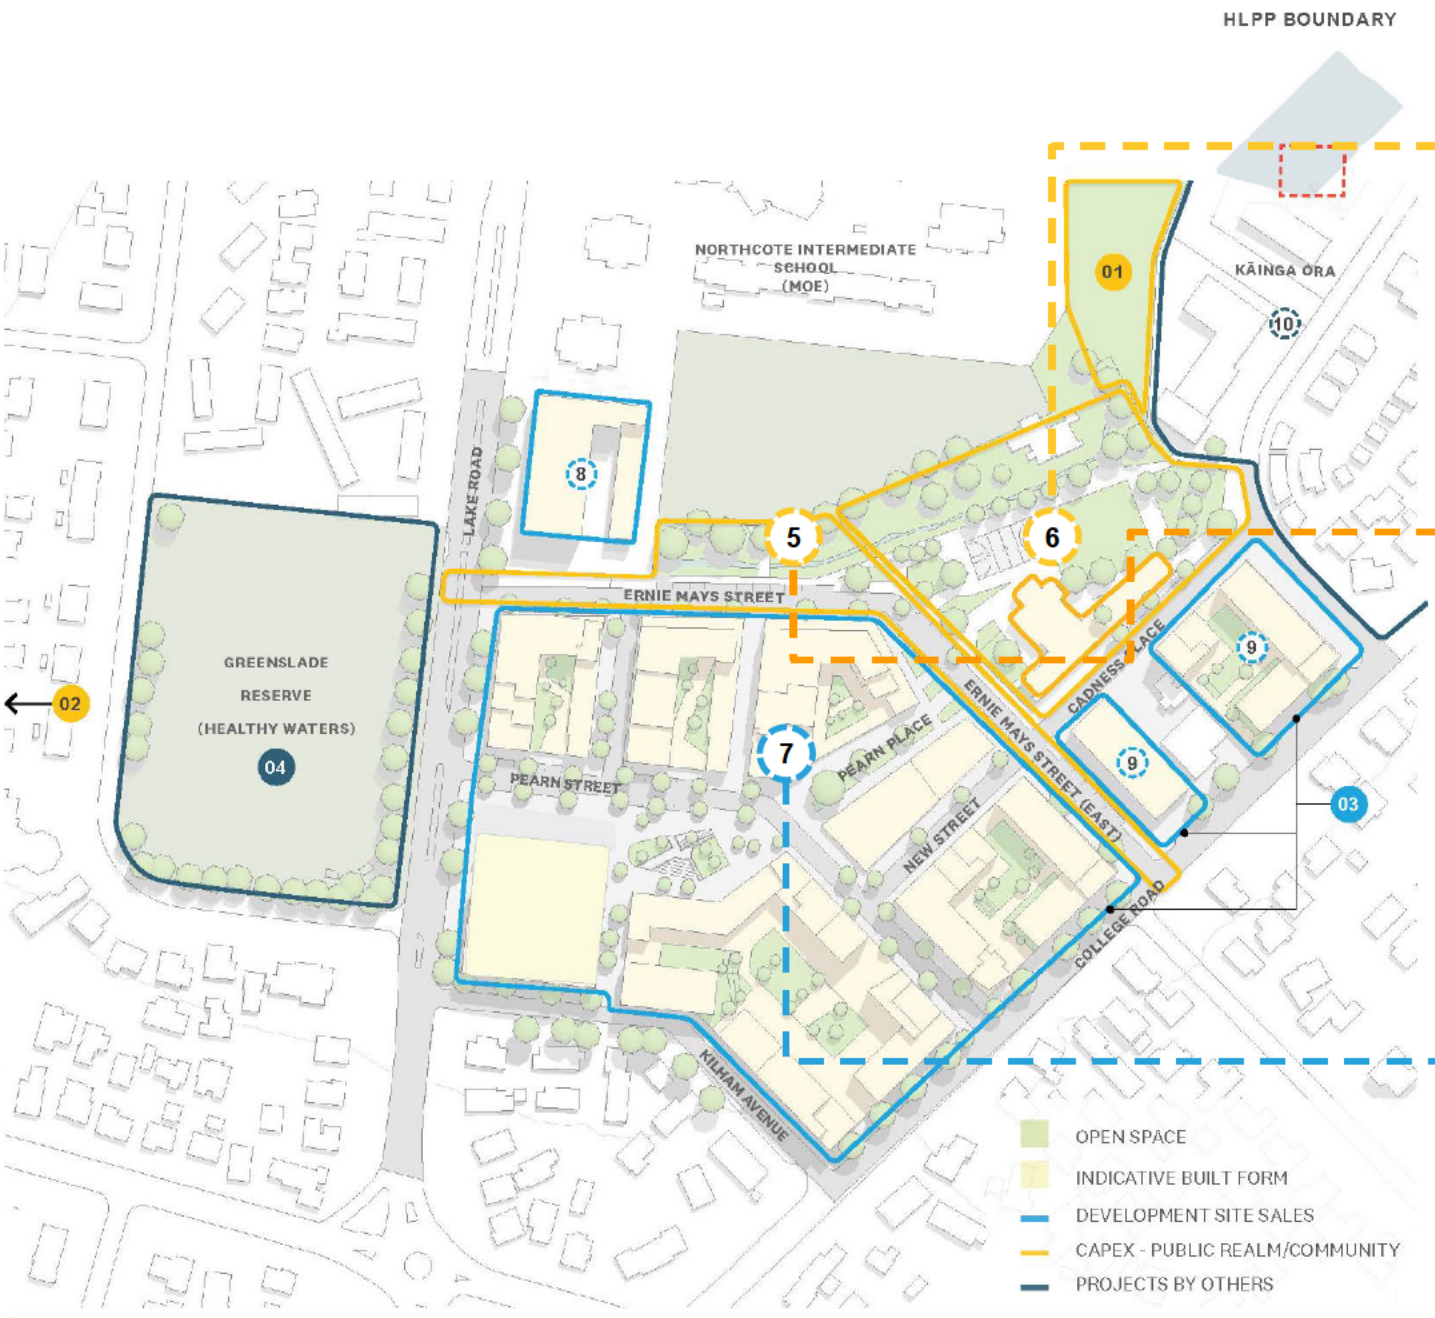 HLPP BOUNDARY
NORTHCOTE INTERMEDIATE
SCHOOL
(MOE)
01
KĀINGA ORA
10
LAKE ROAD
8
5
6
ERNIE MAYS STREET
CADNESS PLACE
9
GREENSLADE
RESERVE
(HEALTHY WATERS)
04
02
ERNIE MAYS STREET (EAST)
7
PEARN PLACE
PEARN STREET
9
03
NEW STREET
COLLEGE ROAD
KILHAM AVENUE
OPEN SPACE
INDICATIVE BUILT FORM
DEVELOPMENT SITE SALES
CAPEX - PUBLIC REALM/COMMUNITY
PROJECTS BY OTHERS